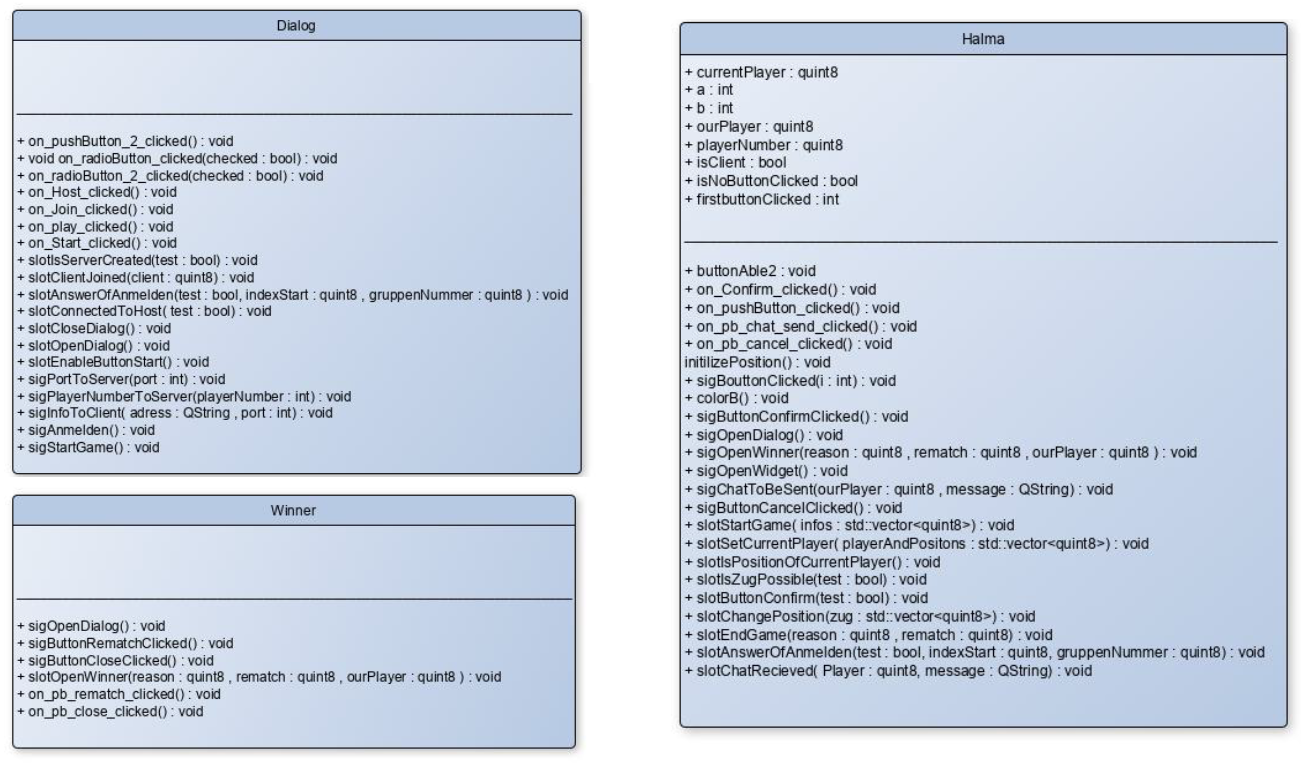 Dialog
+ on_pushButton_2_clicked() : void
+ void on_radioButton_clicked(checked : bool) : void
+ on_radioButton_2_clicked(checked : bool) : void
+ on_Host_clicked() : void
+ on_Join_clicked() : void
+ on_play_clicked() : void
+ on_Start_clicked() : void
+ slotIsServerCreated(test : bool) : void
+ slotClientJoined(client : quint8) : void
+ slotAnswerOfAnmelden(test : bool, indexStart : quint8 , gruppenNummer : quint8 ) : void
+ slotConnectedToHost( test : bool) : void
+ slotCloseDialog() : void
+ slotOpenDialog() : void
+ slotEnableButtonStart() : void
+ sigPortToServer(port : int) : void
+ sigPlayerNumberToServer(playerNumber : int) : void
+ sigInfoToClient( adress : QString , port : int) : void
+ sigAnmelden() : void
+ sigStartGame() : void
Winner
+ sigOpenDialog() : void
+ sigButtonRematchClicked() : void
+ sigButtonCloseClicked() : void
+ slotOpenWinner(reason : quint8 , rematch : quint8 , ourPlayer : quint8 ) : void
+ on_pb_rematch_clicked() : void
+ on_pb_close_clicked() : void
Halma
+ currentPlayer : quint8
+ a : int
+ b : int
+ ourPlayer : quint8
+ playerNumber : quint8
+ isClient : bool
+ isNoButtonClicked : bool
+ firstbuttonClicked : int
+ buttonAble2 : void
+ on_Confirm_clicked() : void
+ on_pushButton_clicked() : void
+ on_pb_chat_send_clicked() : void
+ on_pb_cancel_clicked() : void
initilizePosition() : void
+ sigBouttonClicked(i : int) : void
+ colorB() : void
+ sigButtonConfirmClicked() : void
+ sigOpenDialog() : void
+ sigOpenWinner(reason : quint8 , rematch : quint8 , ourPlayer : quint8 ) : void
+ sigOpenWidget() : void
+ sigChatToBeSent(ourPlayer : quint8 , message : QString) : void
+ sigButtonCancelClicked() : void
+ slotStartGame( infos : std::vector<quint8>) : void
+ slotSetCurrentPlayer( playerAndPositons : std::vector<quint8>) : void
+ slotIsPositionOfCurrentPlayer() : void
+ slotIsZugPossible(test : bool) : void
+ slotButtonConfirm(test : bool) : void
+ slotChangePosition(zug : std::vector<quint8>) : void
+ slotEndGame(reason : quint8 , rematch : quint8) : void
+ slotAnswerOfAnmelden(test : bool, indexStart : quint8, gruppenNummer : quint8) : void
+ slotChatRecieved( Player : quint8, message : QString) : void